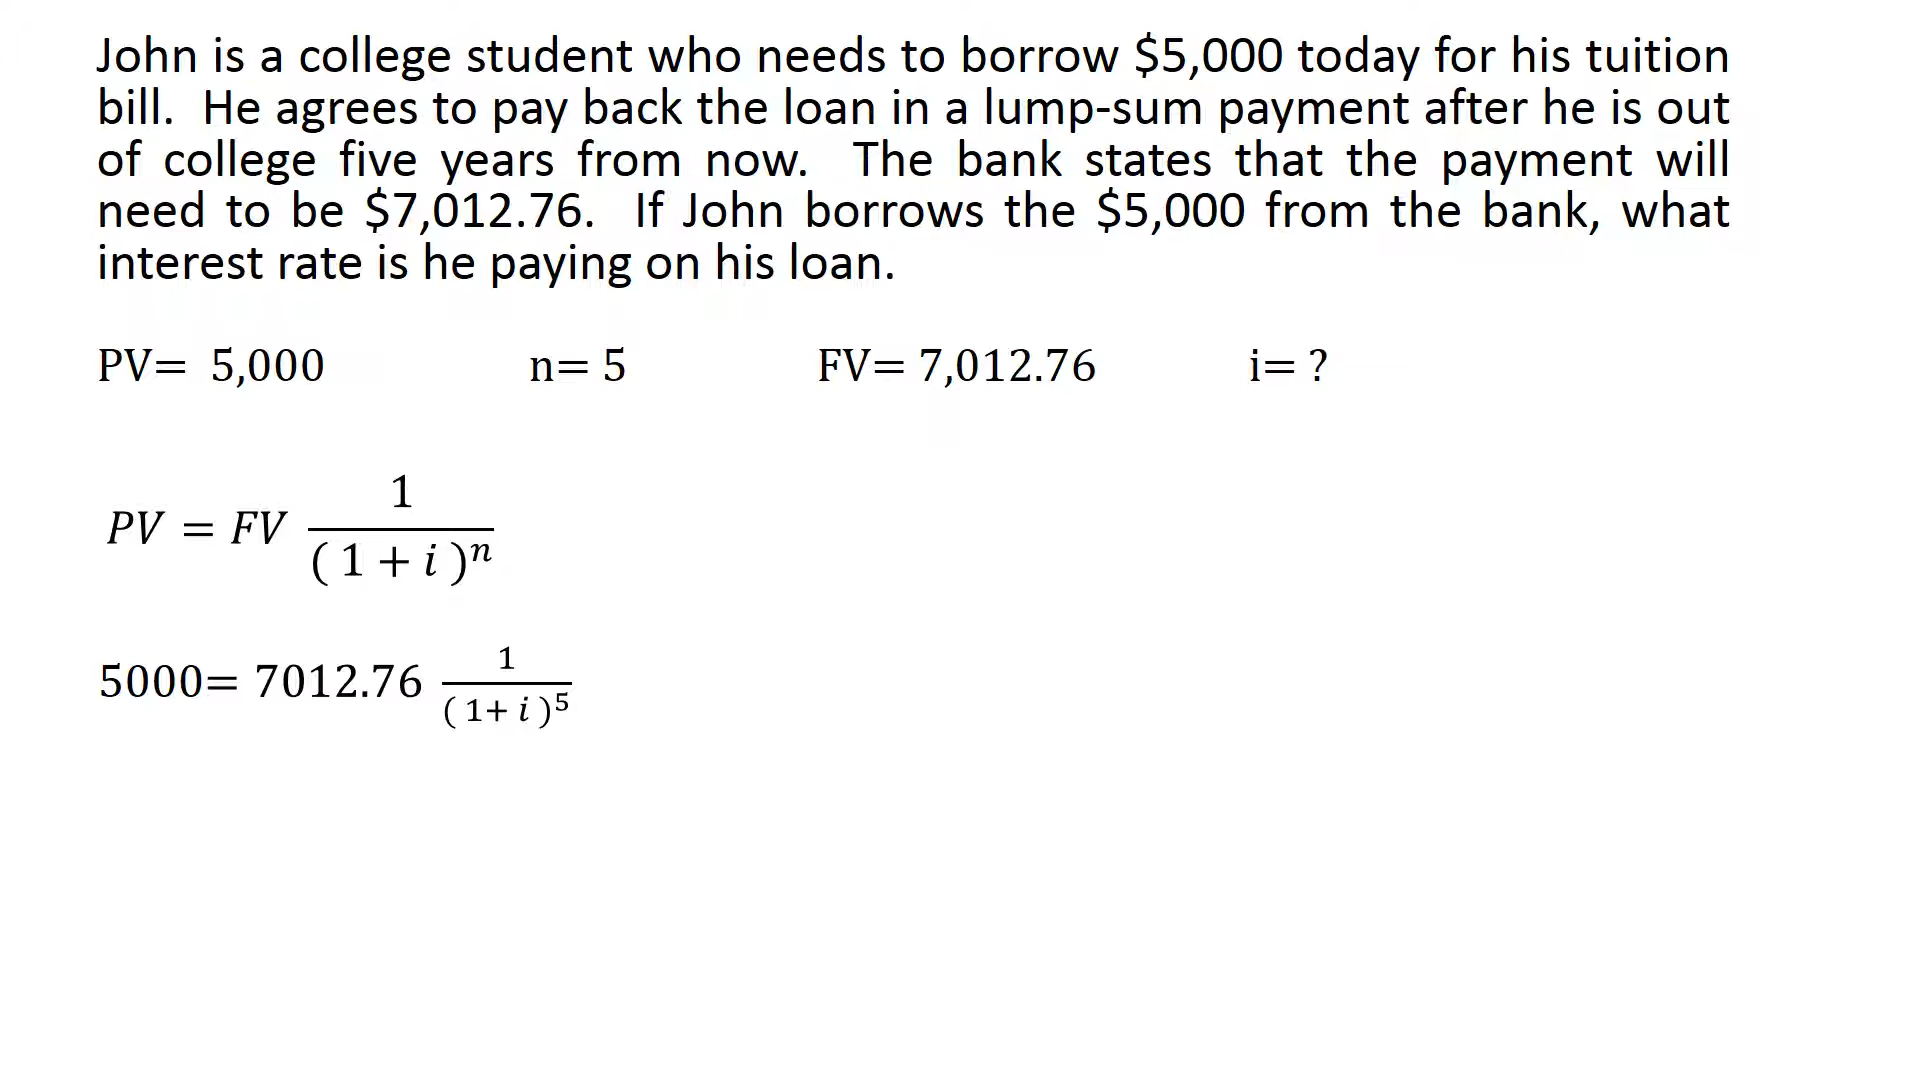 John is a college student who needs to borrow $5,000 today for his tuition
bill. He agrees to pay back the loan in a lump-sum payment after he is out
of college five years from now. The bank states that the payment will
need to be $7,012.76. If John borrows the $5,000 from the bank, what
interest rate is he paying on his loan.
PV= 5,000 n= 5 FV= 7,012.76 i= ?
PV = FV 1/( 1 + i )^n
5000= 7012.76 1/( 1+ i )^5